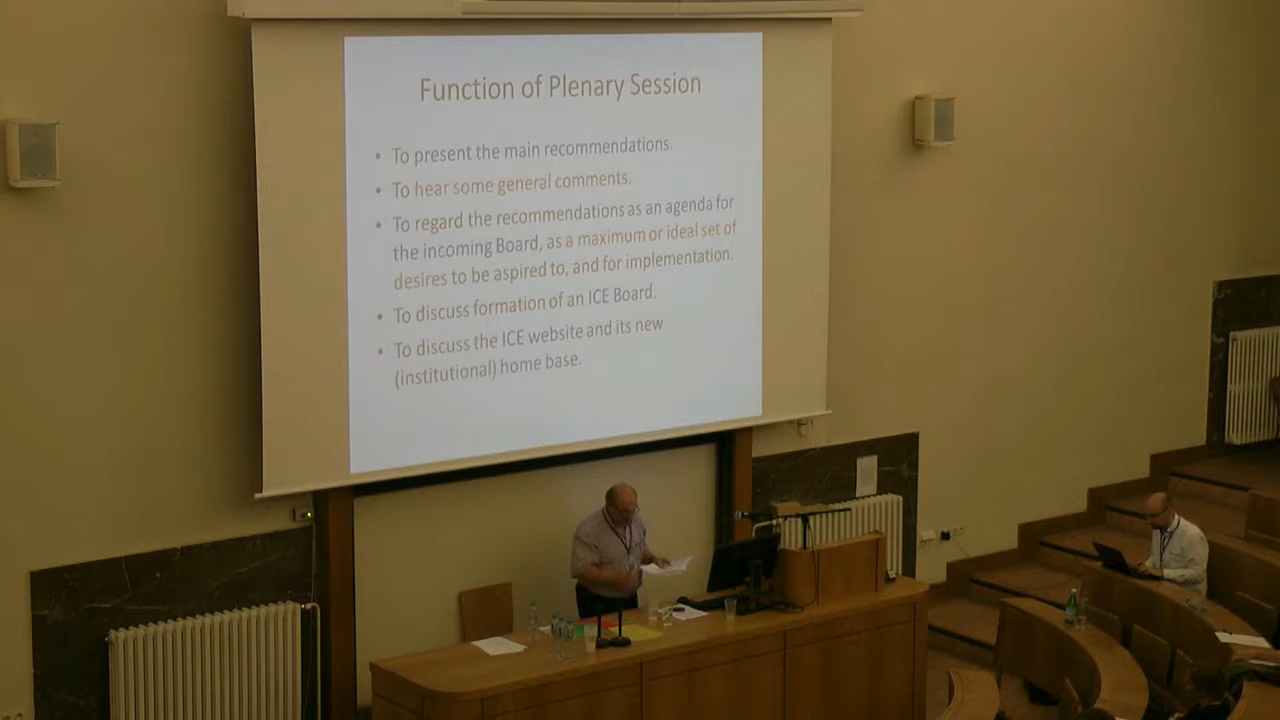 Function of Plenary Session
• To present the main recommendations.
• To hear some general comments.
• To regard the recommendations as an agenda for
the incoming Board, as a maximum or ideal set of
desires to be aspired to, and for implementation.
• To discuss formation of an ICE Board.
• To discuss the ICE website and its new
(institutional) home base.